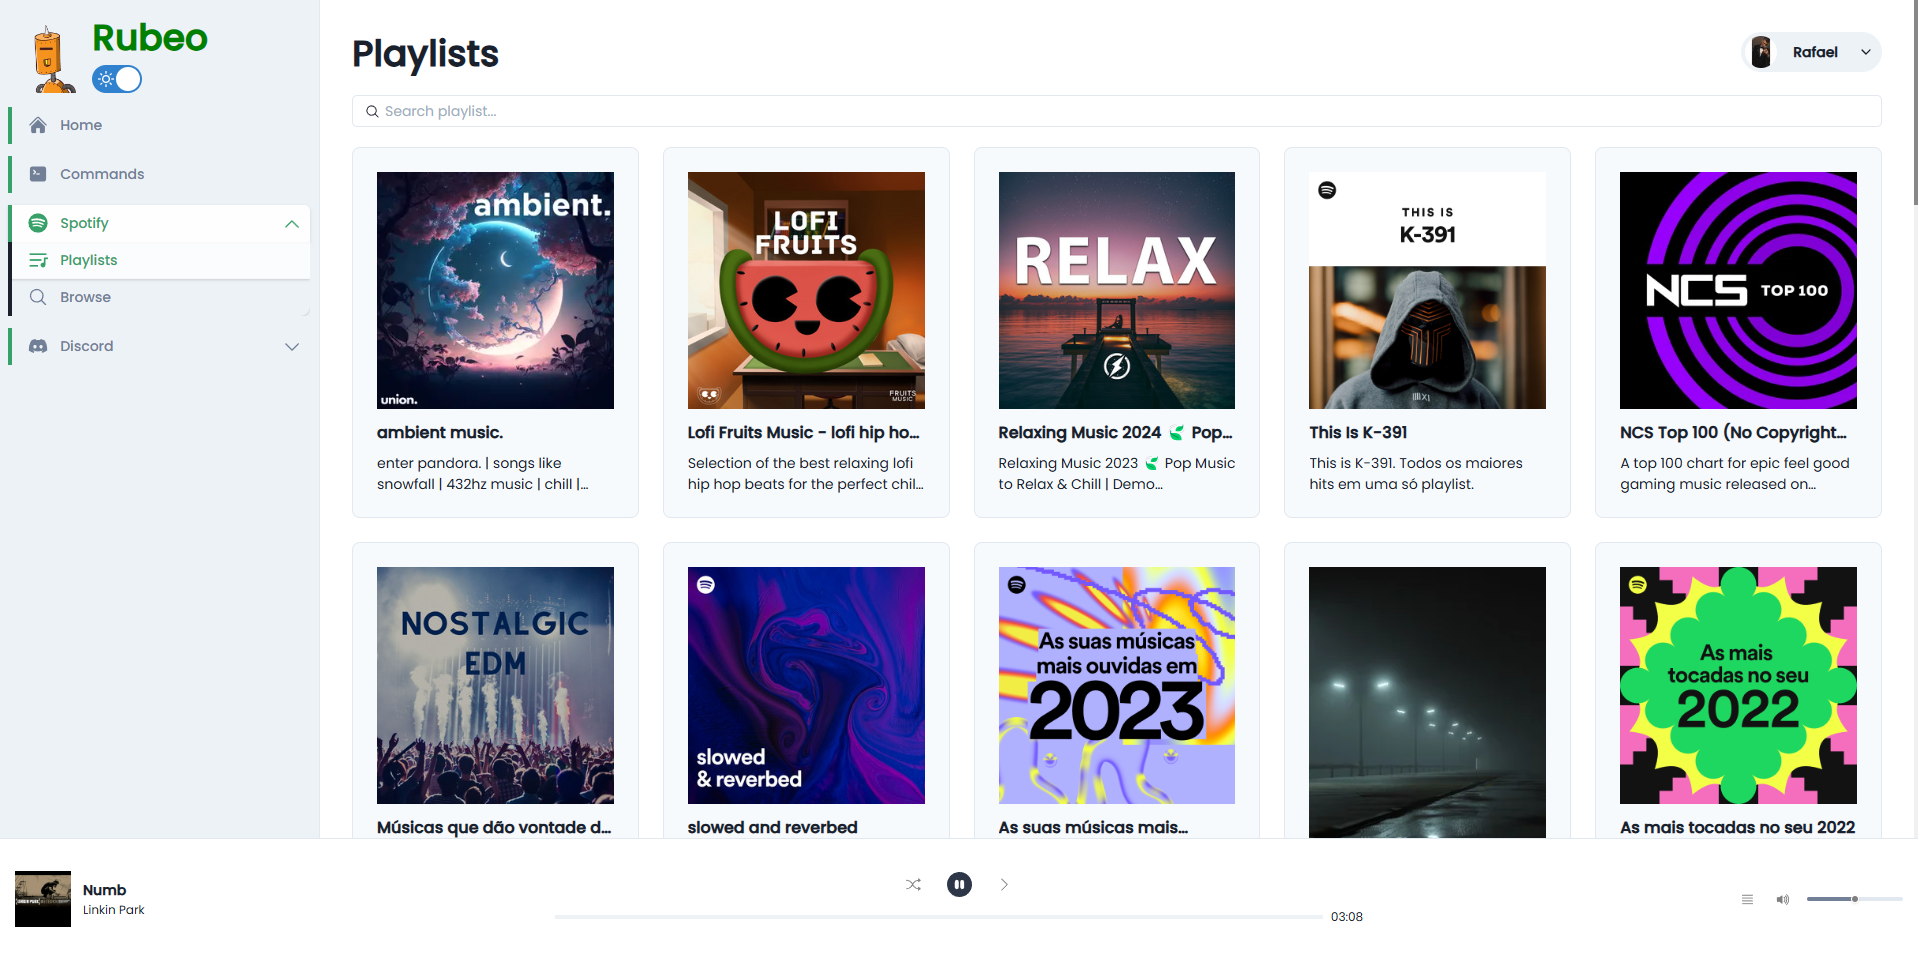 Rubeo
Home
Commands
Spotify
Playlists
Browse
Discord
Playlists
Rafael
Search playlist...
ambient.
union.
ambient music.
enter pandora. | songs like
snowfall | 432hz music | chill |...
LOFI
FRUITS
FRUITS
MUSIC
Lofi Fruits Music - lofi hip ho...
Selection of the best relaxing lofi
hip hop beats for the perfect chil...
RELAX
Relaxing Music 2024 🍃 Pop...
Relaxing Music 2023 🍃 Pop Music
to Relax & Chill | Demo...
THIS IS
K-391
This Is K-391
This is K-391. Todos os maiores
hits em uma só playlist.
NCS TOP 100
NCS Top 100 (No Copyright...
A top 100 chart for epic feel good
gaming music released on...
NOSTALGIC
EDM
Músicas que dão vontade d...
slowed
& reverbed
slowed and reverbed
As suas músicas
mais ouvidas em
2023
As suas músicas mais...
As mais
tocadas no seu
2022
As mais tocadas no seu 2022
Numb
Linkin Park
03:08